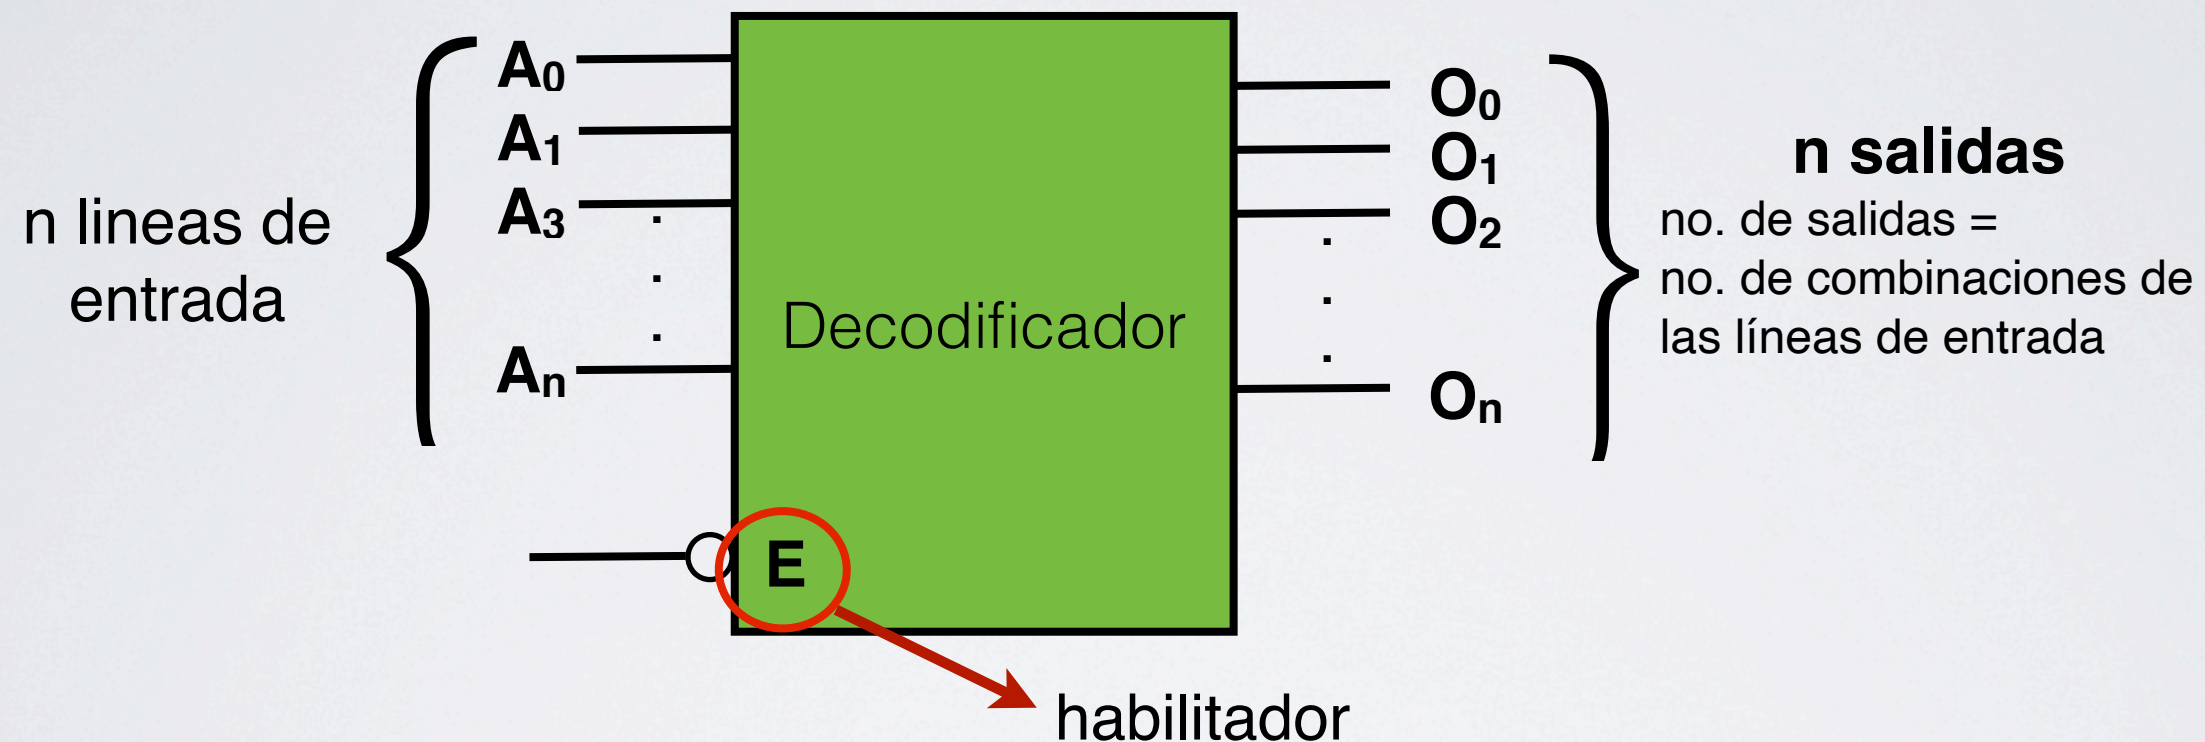 n lineas de
entrada
A0
A1
A3
.
.
.
An
E
Decodificador
O0
O1
O2
.
.
.
On
n salidas
no. de salidas =
no. de combinaciones de
las líneas de entrada
habilitador